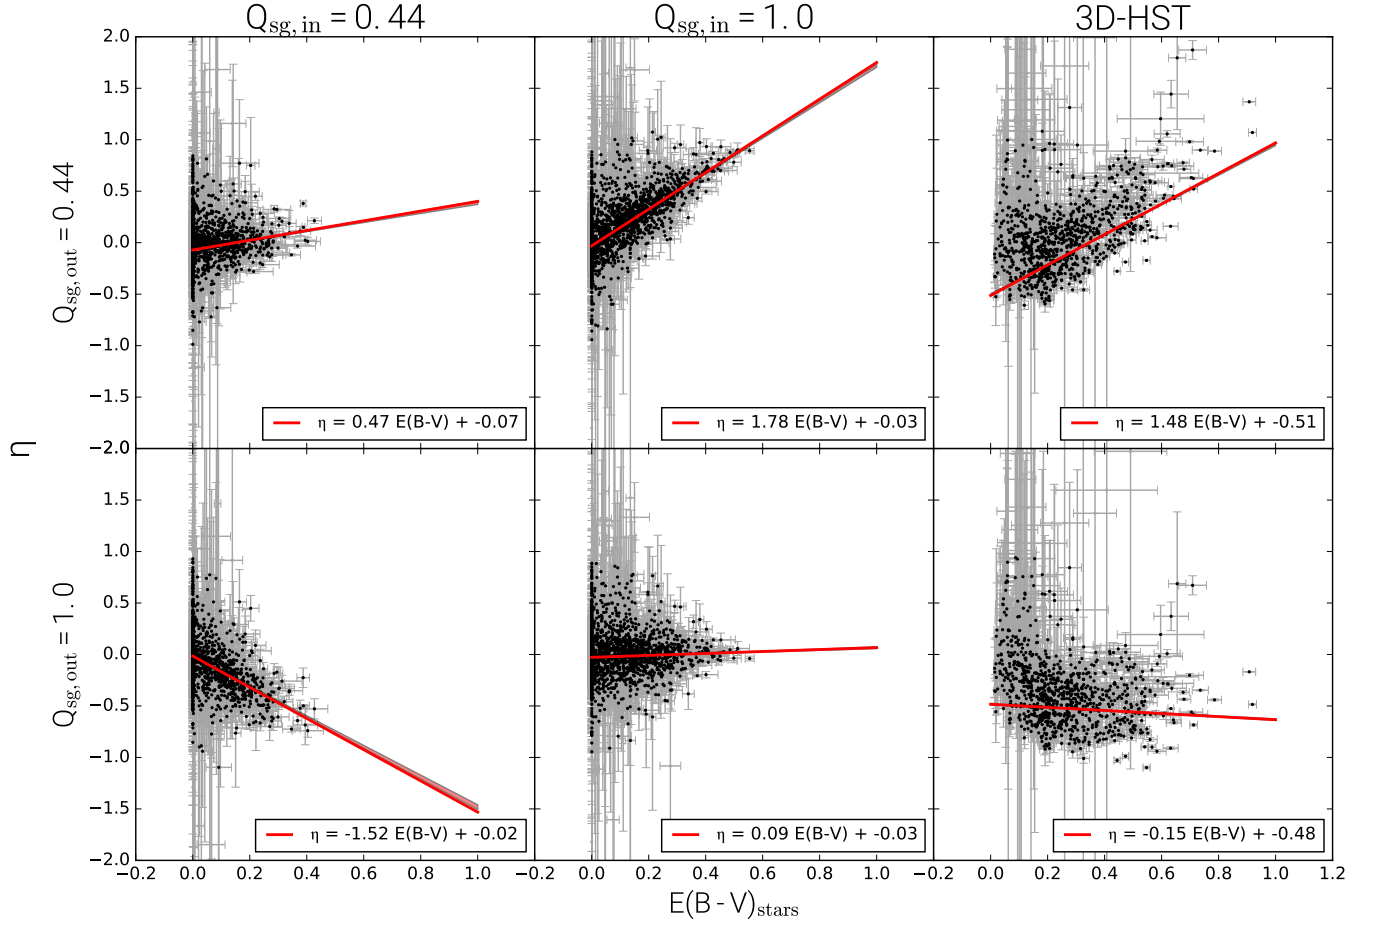 Q_sg, in = 0.44 Q_sg, in = 1.0 3D-HST
Q_sg, out = 0.44
2.0
1.5
1.0
0.5
0.0
−0.5
−1.0
−1.5
−2.0
η = 0.47 E(B-V) + -0.07
η = 1.78 E(B-V) + -0.03
η = 1.48 E(B-V) + -0.51
η
Q_sg, out = 1.0
1.5
1.0
0.5
0.0
−0.5
−1.0
−1.5
−2.0
η = -1.52 E(B-V) + -0.02
η = 0.09 E(B-V) + -0.03
η = -0.15 E(B-V) + -0.48
−0.2 0.0 0.2 0.4 0.6 0.8 1.0 −0.2 0.0 0.2 0.4 0.6 0.8 1.0 −0.2 0.0 0.2 0.4 0.6 0.8 1.0 1.2
E(B - V)_stars